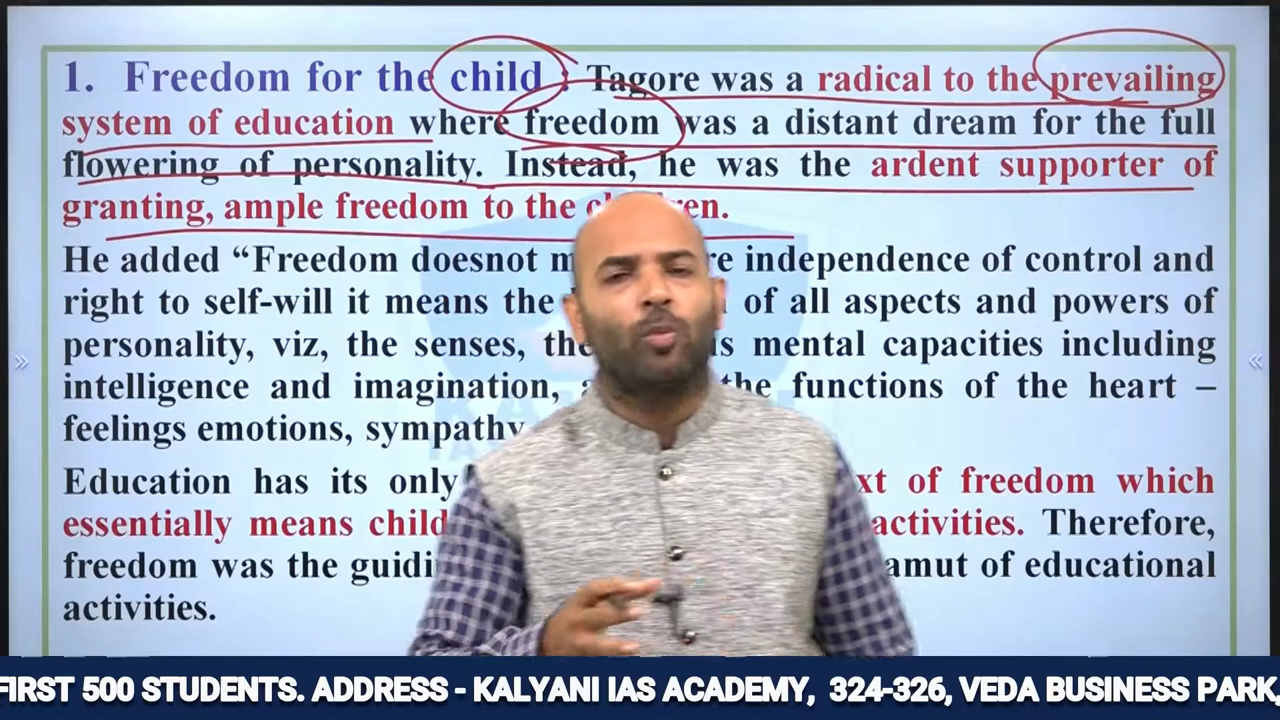 1. Freedom for the child : Tagore was a radical to the prevailing
system of education where freedom was a distant dream for the full
flowering of personality. Instead, he was the ardent supporter of
granting, ample freedom to the children.
He added “Freedom doesnot independence of control and
right to self-will it means the of all aspects and powers of
personality, viz, the senses, mental capacities including
intelligence and imagination, the functions of the heart –
feelings emotions, sympathy
Education has its only of freedom which
essentially means activities. Therefore,
freedom was the of educational
activities.
FIRST 500 STUDENTS. ADDRESS - KALYANI IAS ACADEMY, 324-326, VEDA BUSINESS PARK,